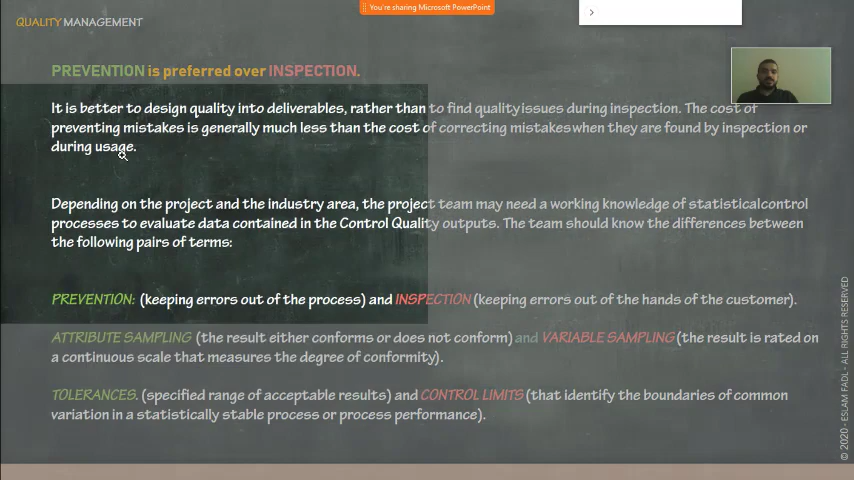 QUALITY MANAGEMENT
You're sharing Microsoft PowerPoint
PREVENTION is preferred over INSPECTION.
It is better to design quality into deliverables, rather than to find quality issues during inspection. The cost of
preventing mistakes is generally much less than the cost of correcting mistakes when they are found by inspection or
during usage.
Depending on the project and the industry area, the project team may need a working knowledge of statistical control
processes to evaluate data contained in the Control Quality outputs. The team should know the differences between
the following pairs of terms:
PREVENTION: (keeping errors out of the process) and INSPECTION (keeping errors out of the hands of the customer).
ATTRIBUTE SAMPLING (the result either conforms or does not conform) and VARIABLE SAMPLING (the result is rated on
a continuous scale that measures the degree of conformity).
TOLERANCES. (specified range of acceptable results) and CONTROL LIMITS (that identify the boundaries of common
variation in a statistically stable process or process performance).
© 2020 - ESLAM FADL - ALL RIGHTS RESERVED